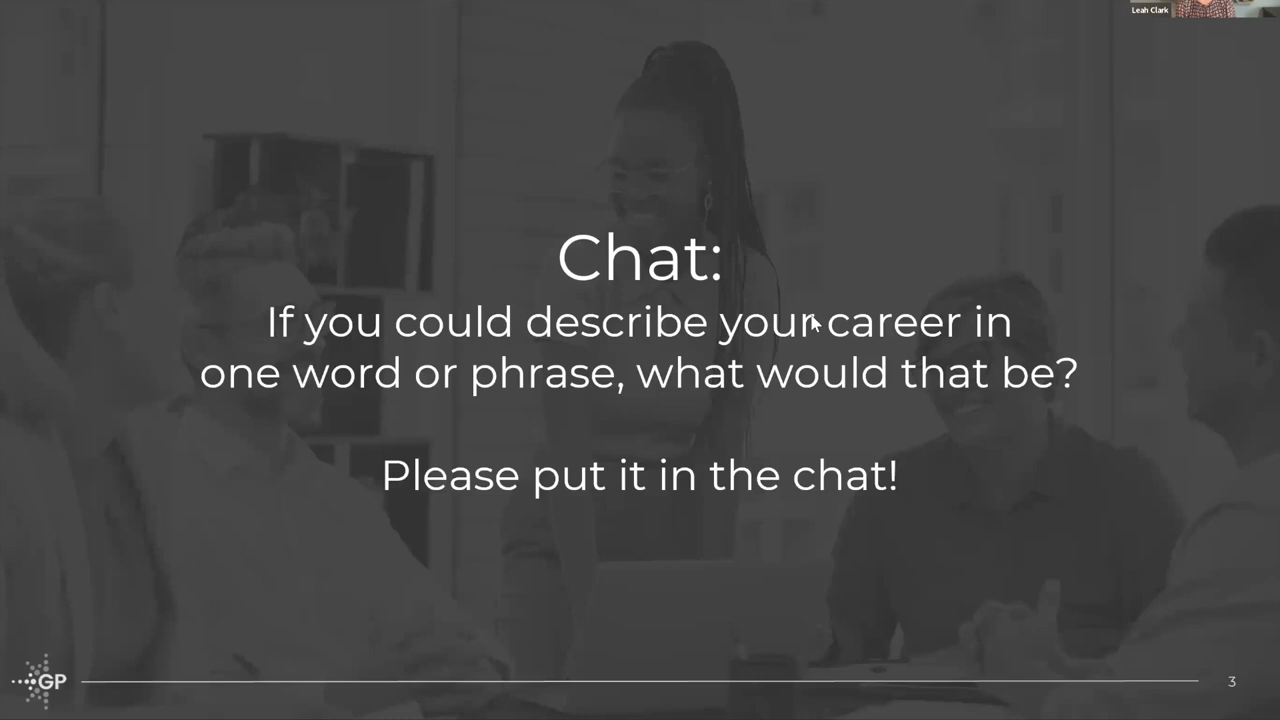 Leah Clark
Chat:
If you could describe your career in
one word or phrase, what would that be?
Please put it in the chat!
GP
3